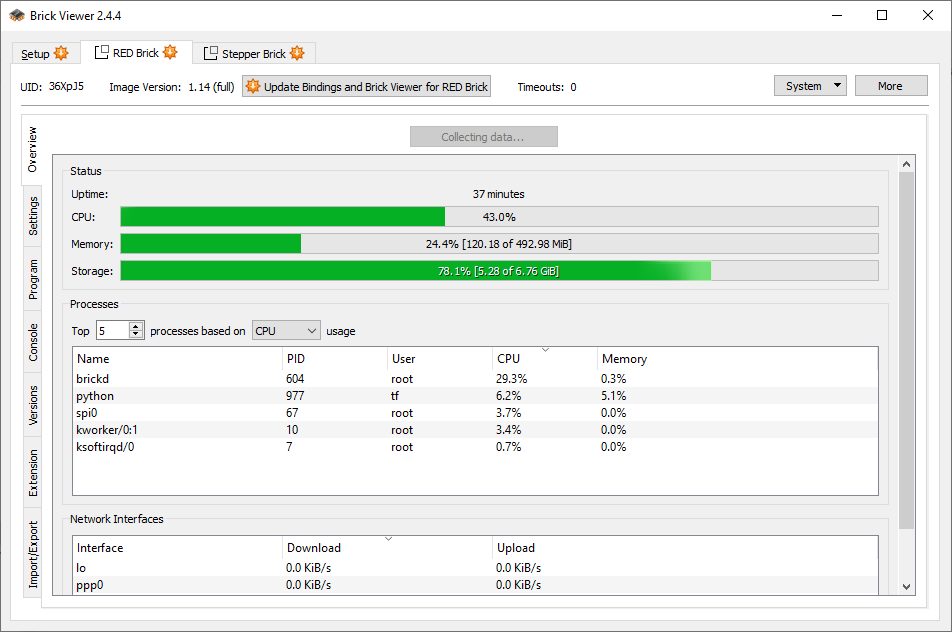 Brick Viewer 2.4.4
Setup RED Brick Stepper Brick
UID: 36XpJ5 Image Version: 1.14 (full) Update Bindings and Brick Viewer for RED Brick Timeouts: 0 System More
Overview
Settings
Program
Console
Versions
Extension
Import/Export
Collecting data...
Status
Uptime: 37 minutes
CPU: 43.0%
Memory: 24.4% [120.18 of 492.98 MiB]
Storage: 78.1% [5.28 of 6.76 GiB]
Processes
Top 5 processes based on CPU usage
Name PID User CPU Memory
brickd 604 root 29.3% 0.3%
python 977 tf 6.2% 5.1%
spi0 67 root 3.7% 0.0%
kworker/0:1 10 root 3.4% 0.0%
ksoftirqd/0 7 root 0.7% 0.0%
Network Interfaces
Interface Download Upload
lo 0.0 KiB/s 0.0 KiB/s
ppp0 0.0 KiB/s 0.0 KiB/s